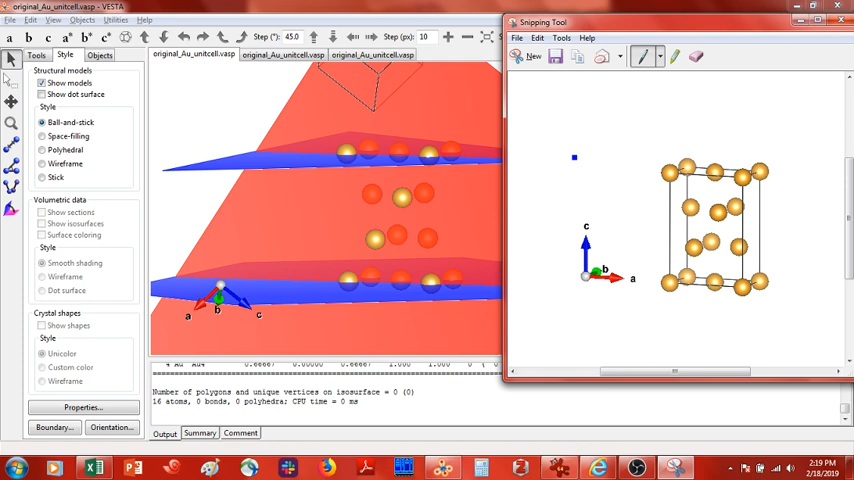 original_Au_unitcell.vasp - VESTA
File Edit View Objects Utilities Help
a b c a* b* c* Step (°): 45.0 Step (px): 10
Tools Style Objects
original_Au_unitcell.vasp original_Au_unitcell.vasp original_Au_unitcell.vasp
Structural models
Show models
Show dot surface
Style
Ball-and-stick
Space-filling
Polyhedral
Wireframe
Stick
Volumetric data
Show sections
Show isosurfaces
Surface coloring
Style
Smooth shading
Wireframe
Dot surface
Crystal shapes
Show shapes
Style
Unicolor
Custom color
Wireframe
Properties...
Boundary... Orientation...
a b c
Number of polygons and unique vertices on isosurface = 0 (0)
16 atoms, 0 bonds, 0 polyhedra; CPU time = 0 ms
Output Summary Comment
Snipping Tool
File Edit Tools Help
New
c
b
a
2:19 PM
2/18/2019